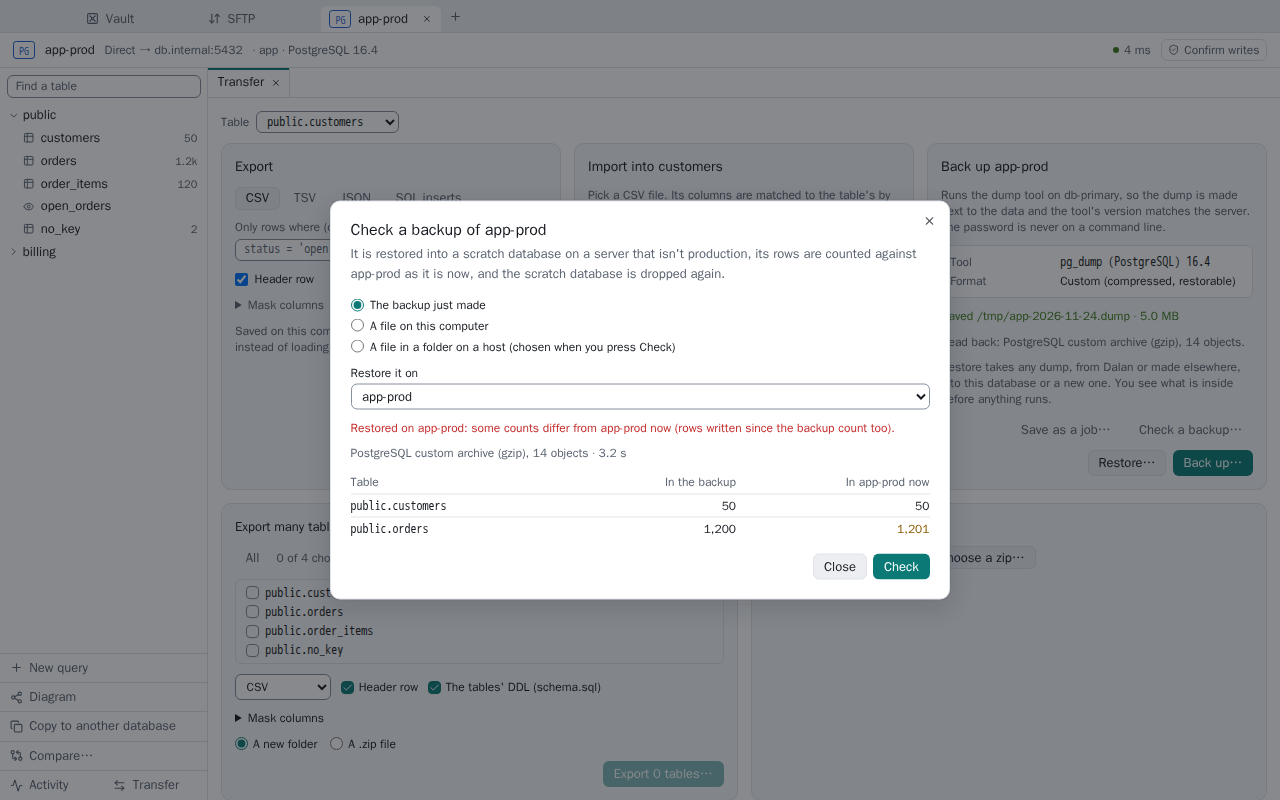 Vault
SFTP
PG app-prod
PG app-prod Direct → db.internal:5432 · app · PostgreSQL 16.4
4 ms
Confirm writes
Find a table
public
customers 50
orders 1.2k
order_items 120
open_orders
no_key 2
billing
New query
Diagram
Copy to another database
Compare···
Activity
Transfer
Transfer
Table public.customers
Export
CSV TSV JSON SQL inserts
Only rows where (
status = 'open
Header row
Mask columns
Saved on this com
instead of loading
Import into customers
Pick a CSV file. Its columns are matched to the table's by
Back up app-prod
Runs the dump tool on db-primary, so the dump is made
ext to the data and the tool's version matches the server.
he password is never on a command line.
Tool pg_dump (PostgreSQL) 16.4
Format Custom (compressed, restorable)
aved /tmp/app-2026-11-24.dump · 5.0 MB
ead back: PostgreSQL custom archive (gzip), 14 objects.
estore takes any dump, from Dalan or made elsewhere,
to this database or a new one. You see what is inside
efore anything runs.
Save as a job···
Check a backup···
Restore···
Back up···
Check a backup of app-prod
It is restored into a scratch database on a server that isn't production, its rows are counted against
app-prod as it is now, and the scratch database is dropped again.
The backup just made
A file on this computer
A file in a folder on a host (chosen when you press Check)
Restore it on
app-prod
Restored on app-prod: some counts differ from app-prod now (rows written since the backup count too).
PostgreSQL custom archive (gzip), 14 objects · 3.2 s
Table In the backup In app-prod now
public.customers 50 50
public.orders 1,200 1,201
Close
Check
Export many tabl
All 0 of 4 cho
public.cust
public.orders
public.order_items
public.no_key
CSV
Header row
The tables' DDL (schema.sql)
Mask columns
A new folder
A .zip file
Export 0 tables···
oose a zip···